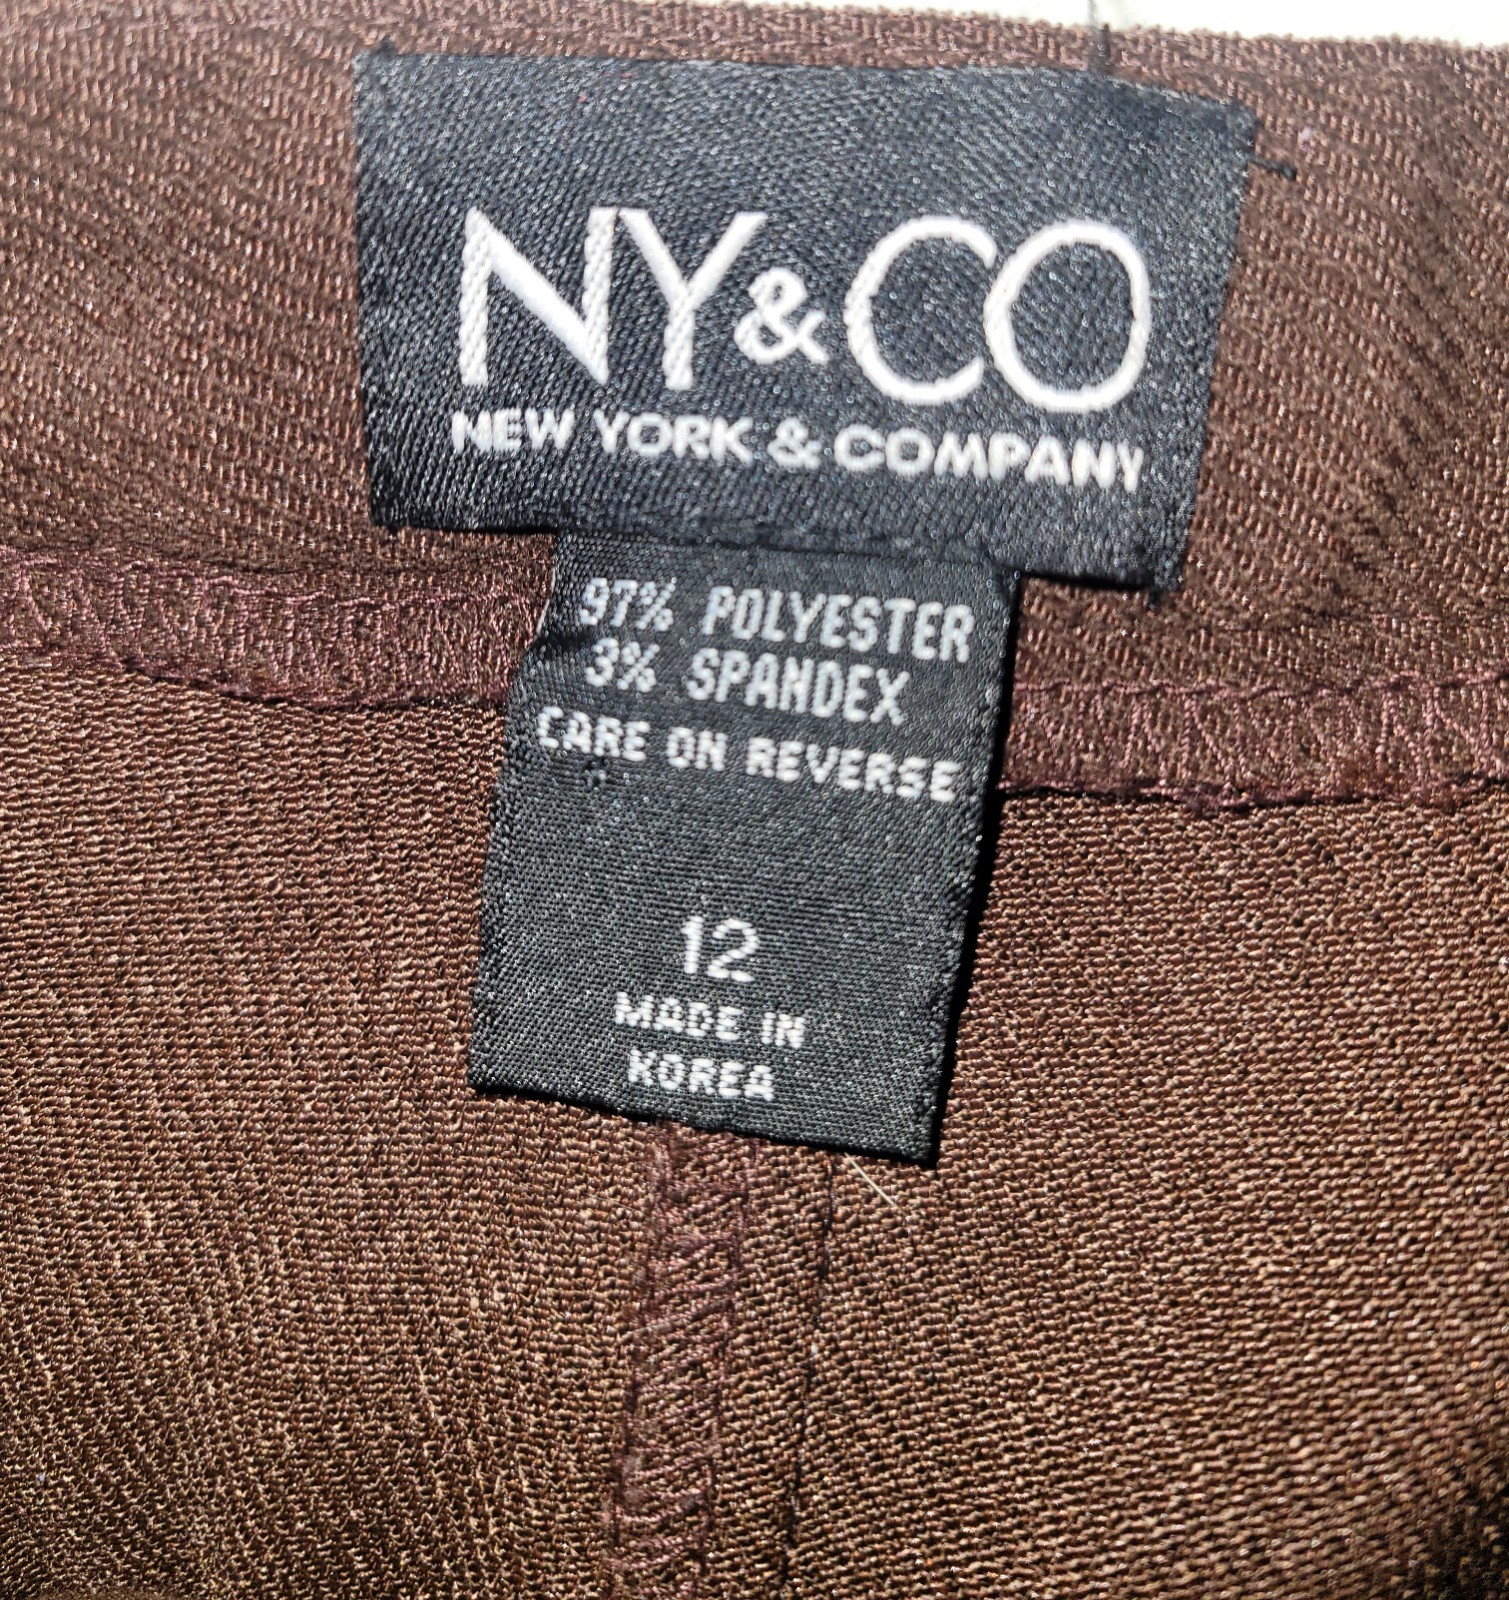 NY&CO
NEW YORK & COMPANY
97% POLYESTER
3% SPANDEX
CARE ON REVERSE
12
MADE IN
KOREA